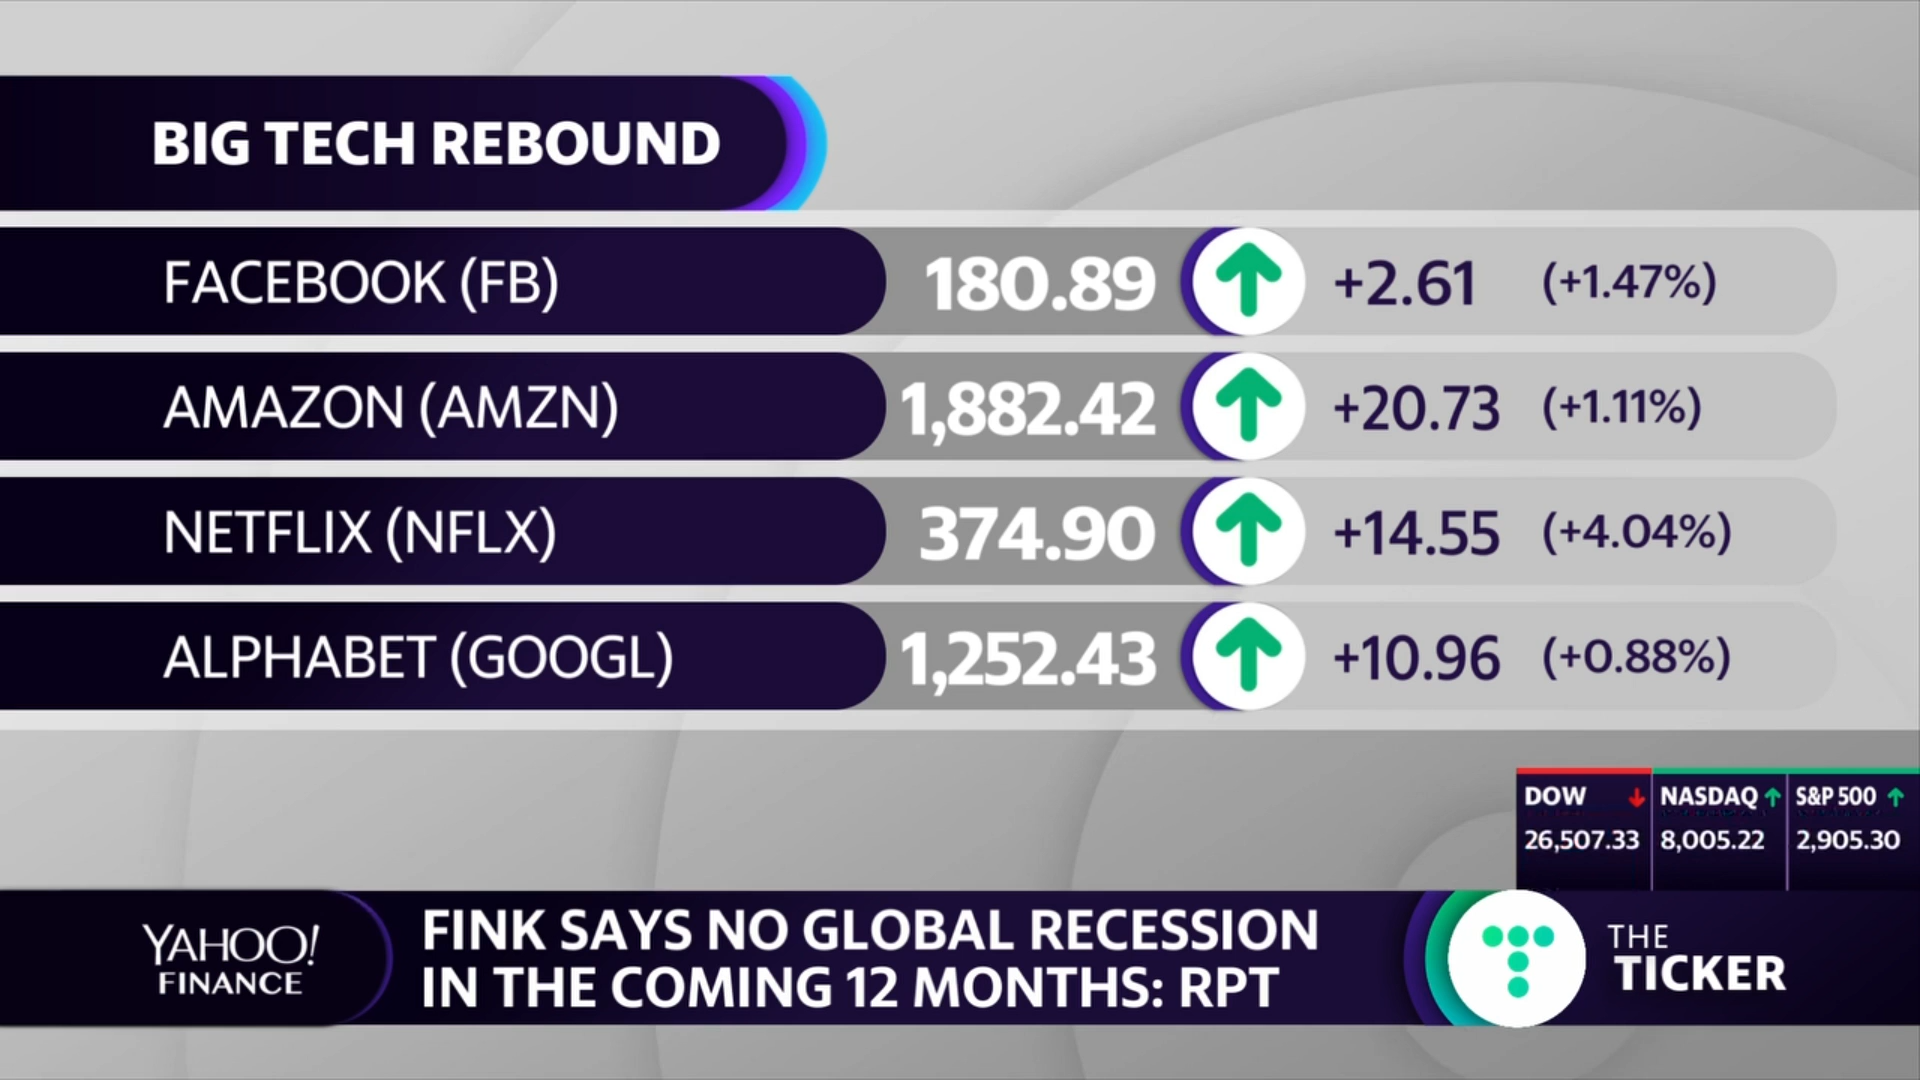 BIG TECH REBOUND
FACEBOOK (FB) 180.89 +2.61 (+1.47%)
AMAZON (AMZN) 1,882.42 +20.73 (+1.11%)
NETFLIX (NFLX) 374.90 +14.55 (+4.04%)
ALPHABET (GOOGL) 1,252.43 +10.96 (+0.88%)
DOW NASDAQ S&P 500
26,507.33 8,005.22 2,905.30
YAHOO!
FINANCE
FINK SAYS NO GLOBAL RECESSION
IN THE COMING 12 MONTHS: RPT
THE
TICKER